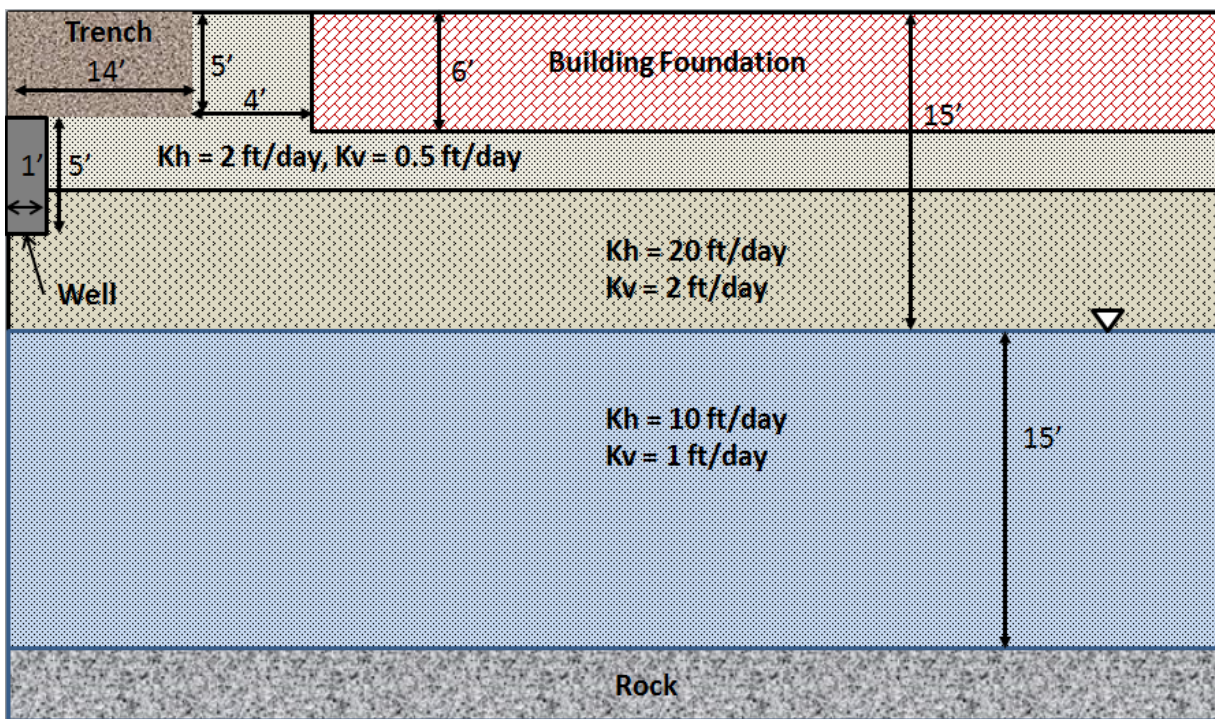 Trench
14’
5’
4’
6’
Building Foundation
15’
1’
5’
Kh = 2 ft/day, Kv = 0.5 ft/day
Well
Kh = 20 ft/day
Kv = 2 ft/day
Kh = 10 ft/day
Kv = 1 ft/day
15’
Rock